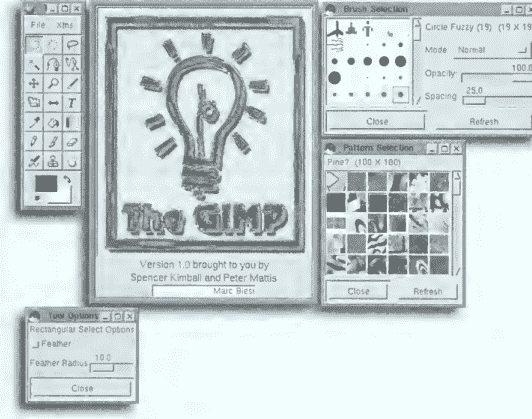 File Xtns
T
The GIMP
Version 1.0 brought to you by
Spencer Kimball and Peter Mattis
Marc Biesi
Brush Selection
Circle Fuzzy (19) (19 X 19
Mode Normal
Opacity: 100.0
Spacing 25.0
Close Refresh
Pattern Selection
Pine? (100 X 180)
Close Refresh
Tool Options
Rectangular Select Options
Feather
10.0
Feather Radius
Close